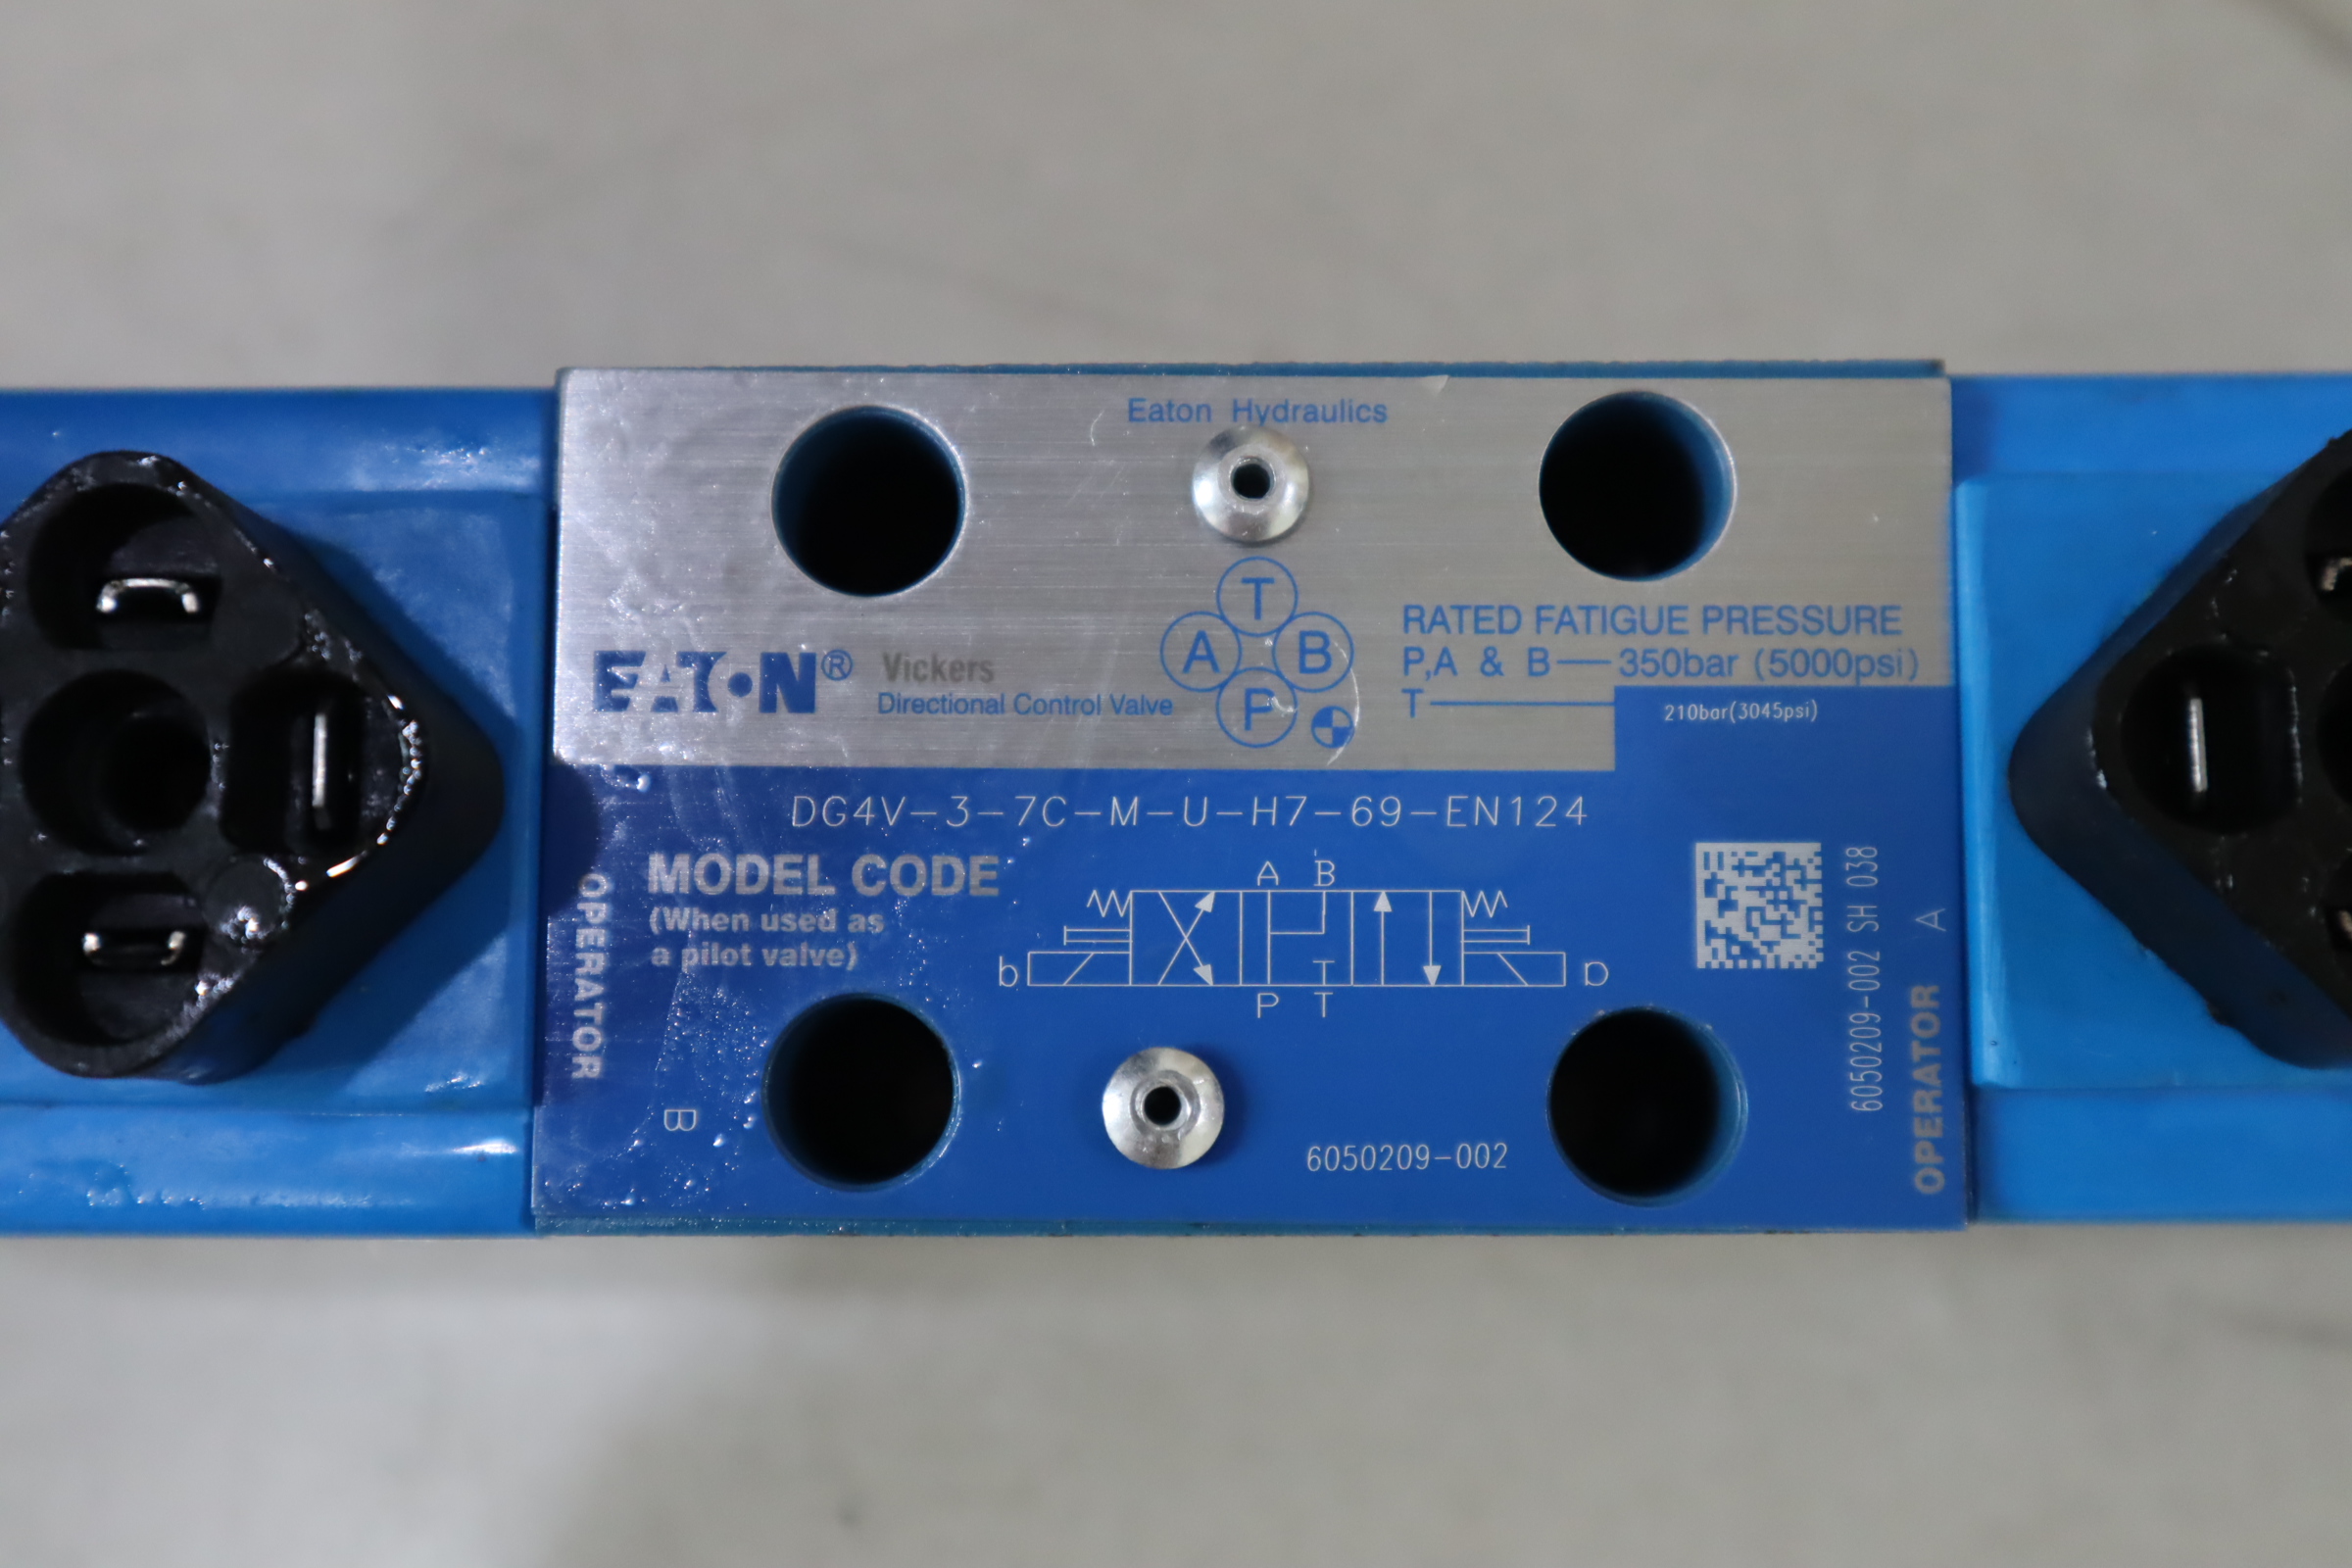 Eaton Hydraulics
T
A B
P
EATON® Vickers
Directional Control Valve
RATED FATIGUE PRESSURE
P,A & B — 350bar (5000psi)
T — 210bar(3045psi)
DG4V-3-7C-M-U-H7-69-EN124
MODEL CODE
(When used as
a pilot valve)
A B
b
T
a
P T
OPERATOR
B
6050209-002
6050209-002 SH 038
OPERATOR A